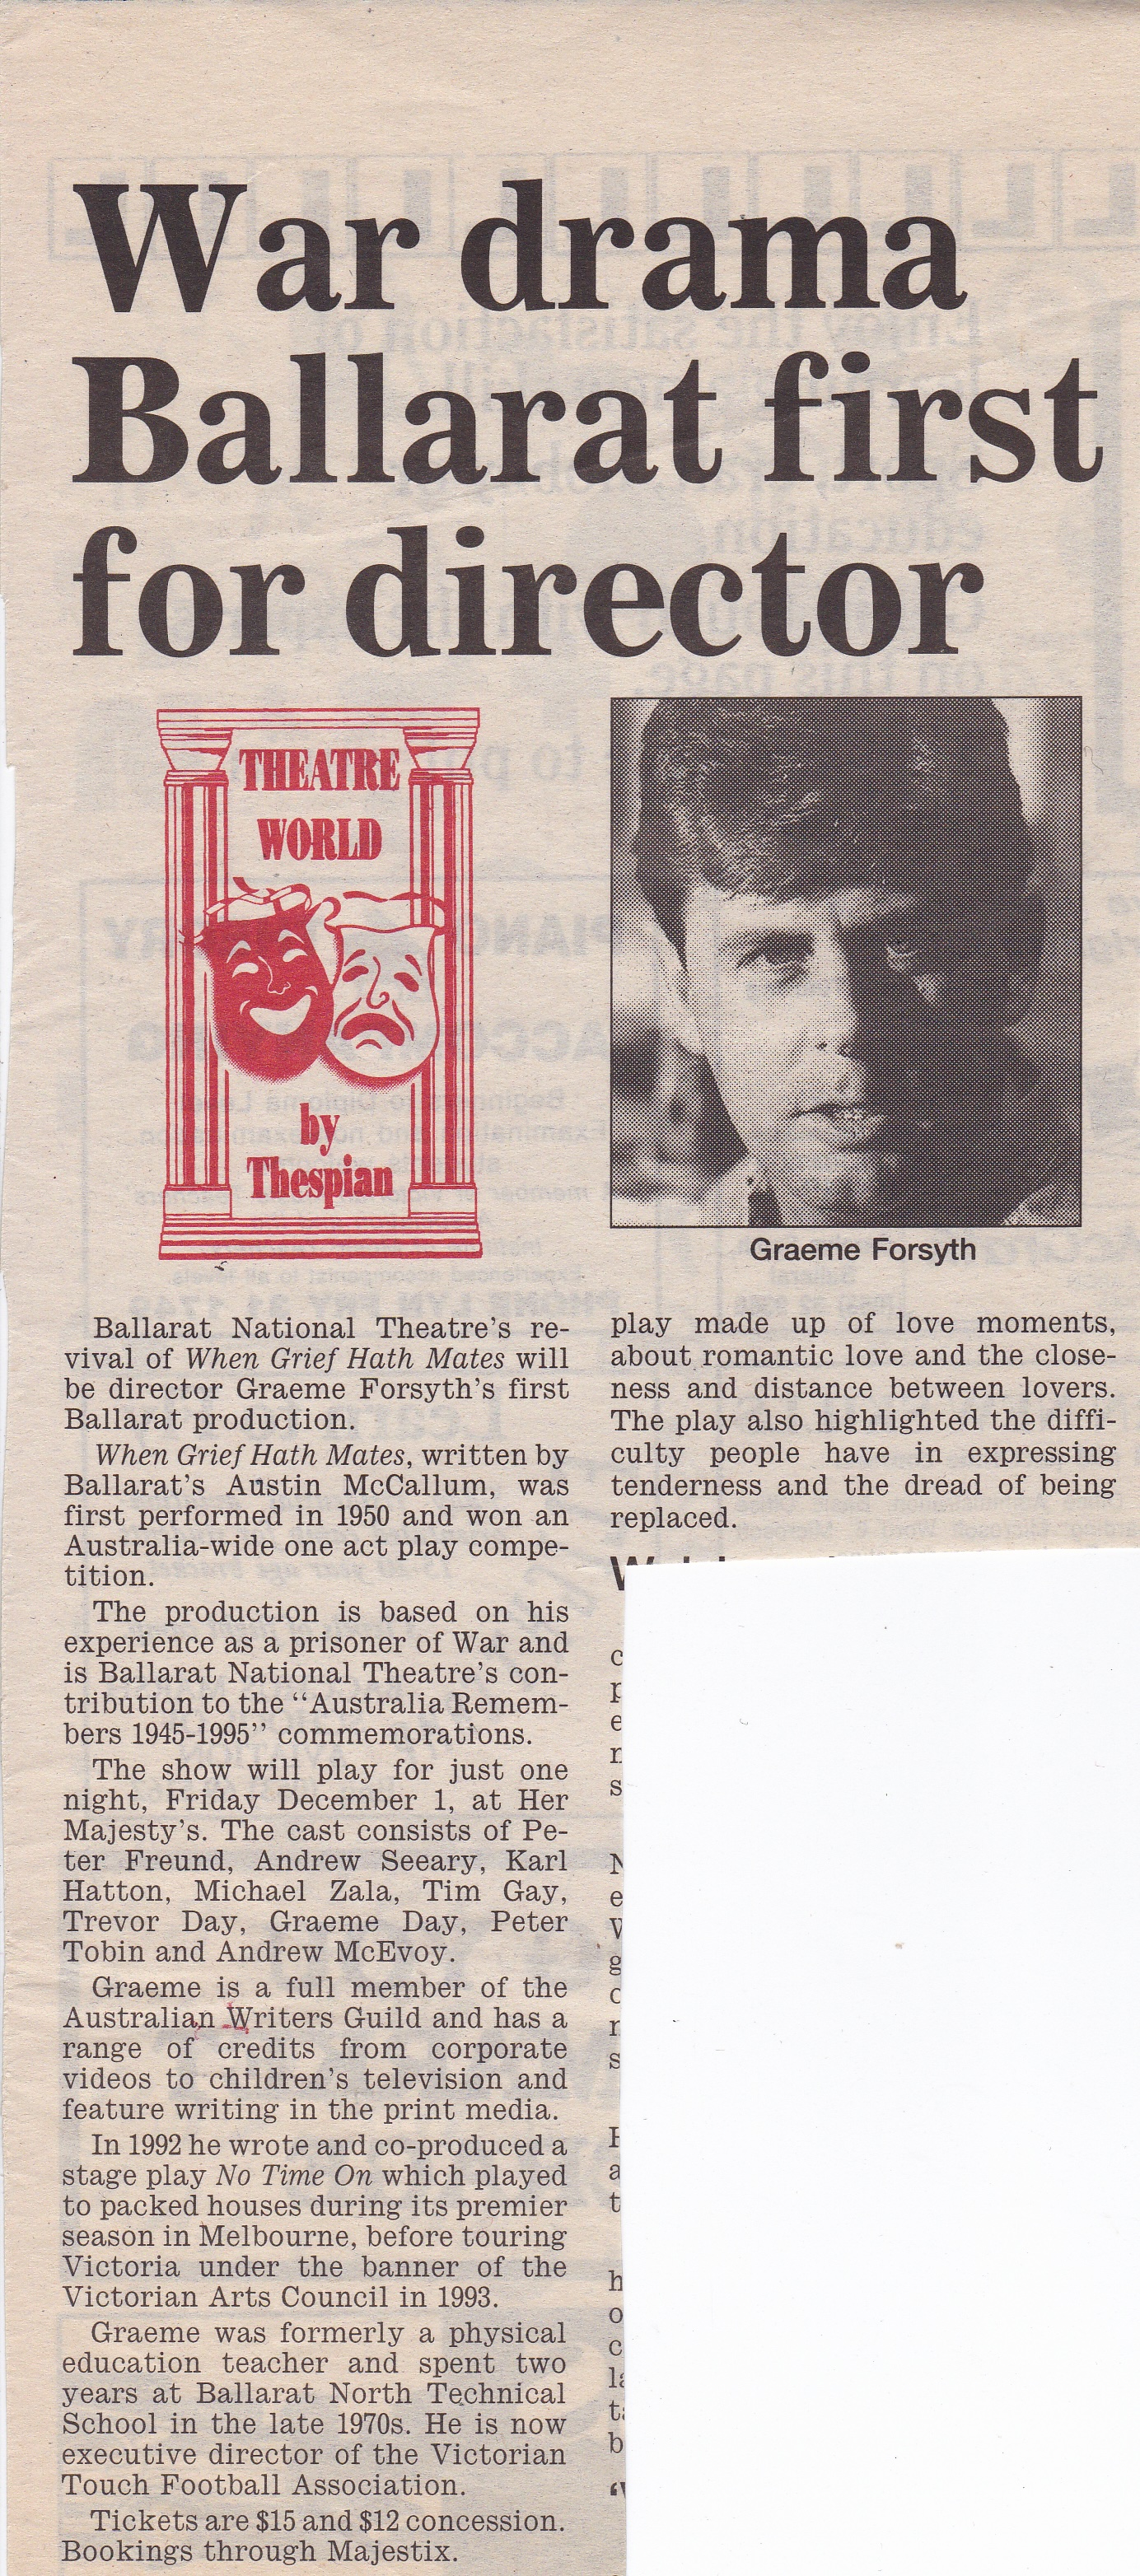 War drama
Ballarat first
for director
THEATRE
WORLD
by
Thespian
Graeme Forsyth
Ballarat National Theatre's re-
vival of When Grief Hath Mates will
be director Graeme Forsyth's first
Ballarat production.
When Grief Hath Mates, written by
Ballarat's Austin McCallum, was
first performed in 1950 and won an
Australia-wide one act play compe-
tition.
The production is based on his
experience as a prisoner of War and
is Ballarat National Theatre's con-
tribution to the “Australia Remem-
bers 1945-1995” commemorations.
The show will play for just one
night, Friday December 1, at Her
Majesty's. The cast consists of Pe-
ter Freund, Andrew Seeary, Karl
Hatton, Michael Zala, Tim Gay,
Trevor Day, Graeme Day, Peter
Tobin and Andrew McEvoy.
Graeme is a full member of the
Australian Writers Guild and has a
range of credits from corporate
videos to children's television and
feature writing in the print media.
In 1992 he wrote and co-produced a
stage play No Time On which played
to packed houses during its premier
season in Melbourne, before touring
Victoria under the banner of the
Victorian Arts Council in 1993.
Graeme was formerly a physical
education teacher and spent two
years at Ballarat North Technical
School in the late 1970s. He is now
executive director of the Victorian
Touch Football Association.
Tickets are $15 and $12 concession.
Bookings through Majestix.
play made up of love moments,
about romantic love and the close-
ness and distance between lovers.
The play also highlighted the diffi-
culty people have in expressing
tenderness and the dread of being
replaced.